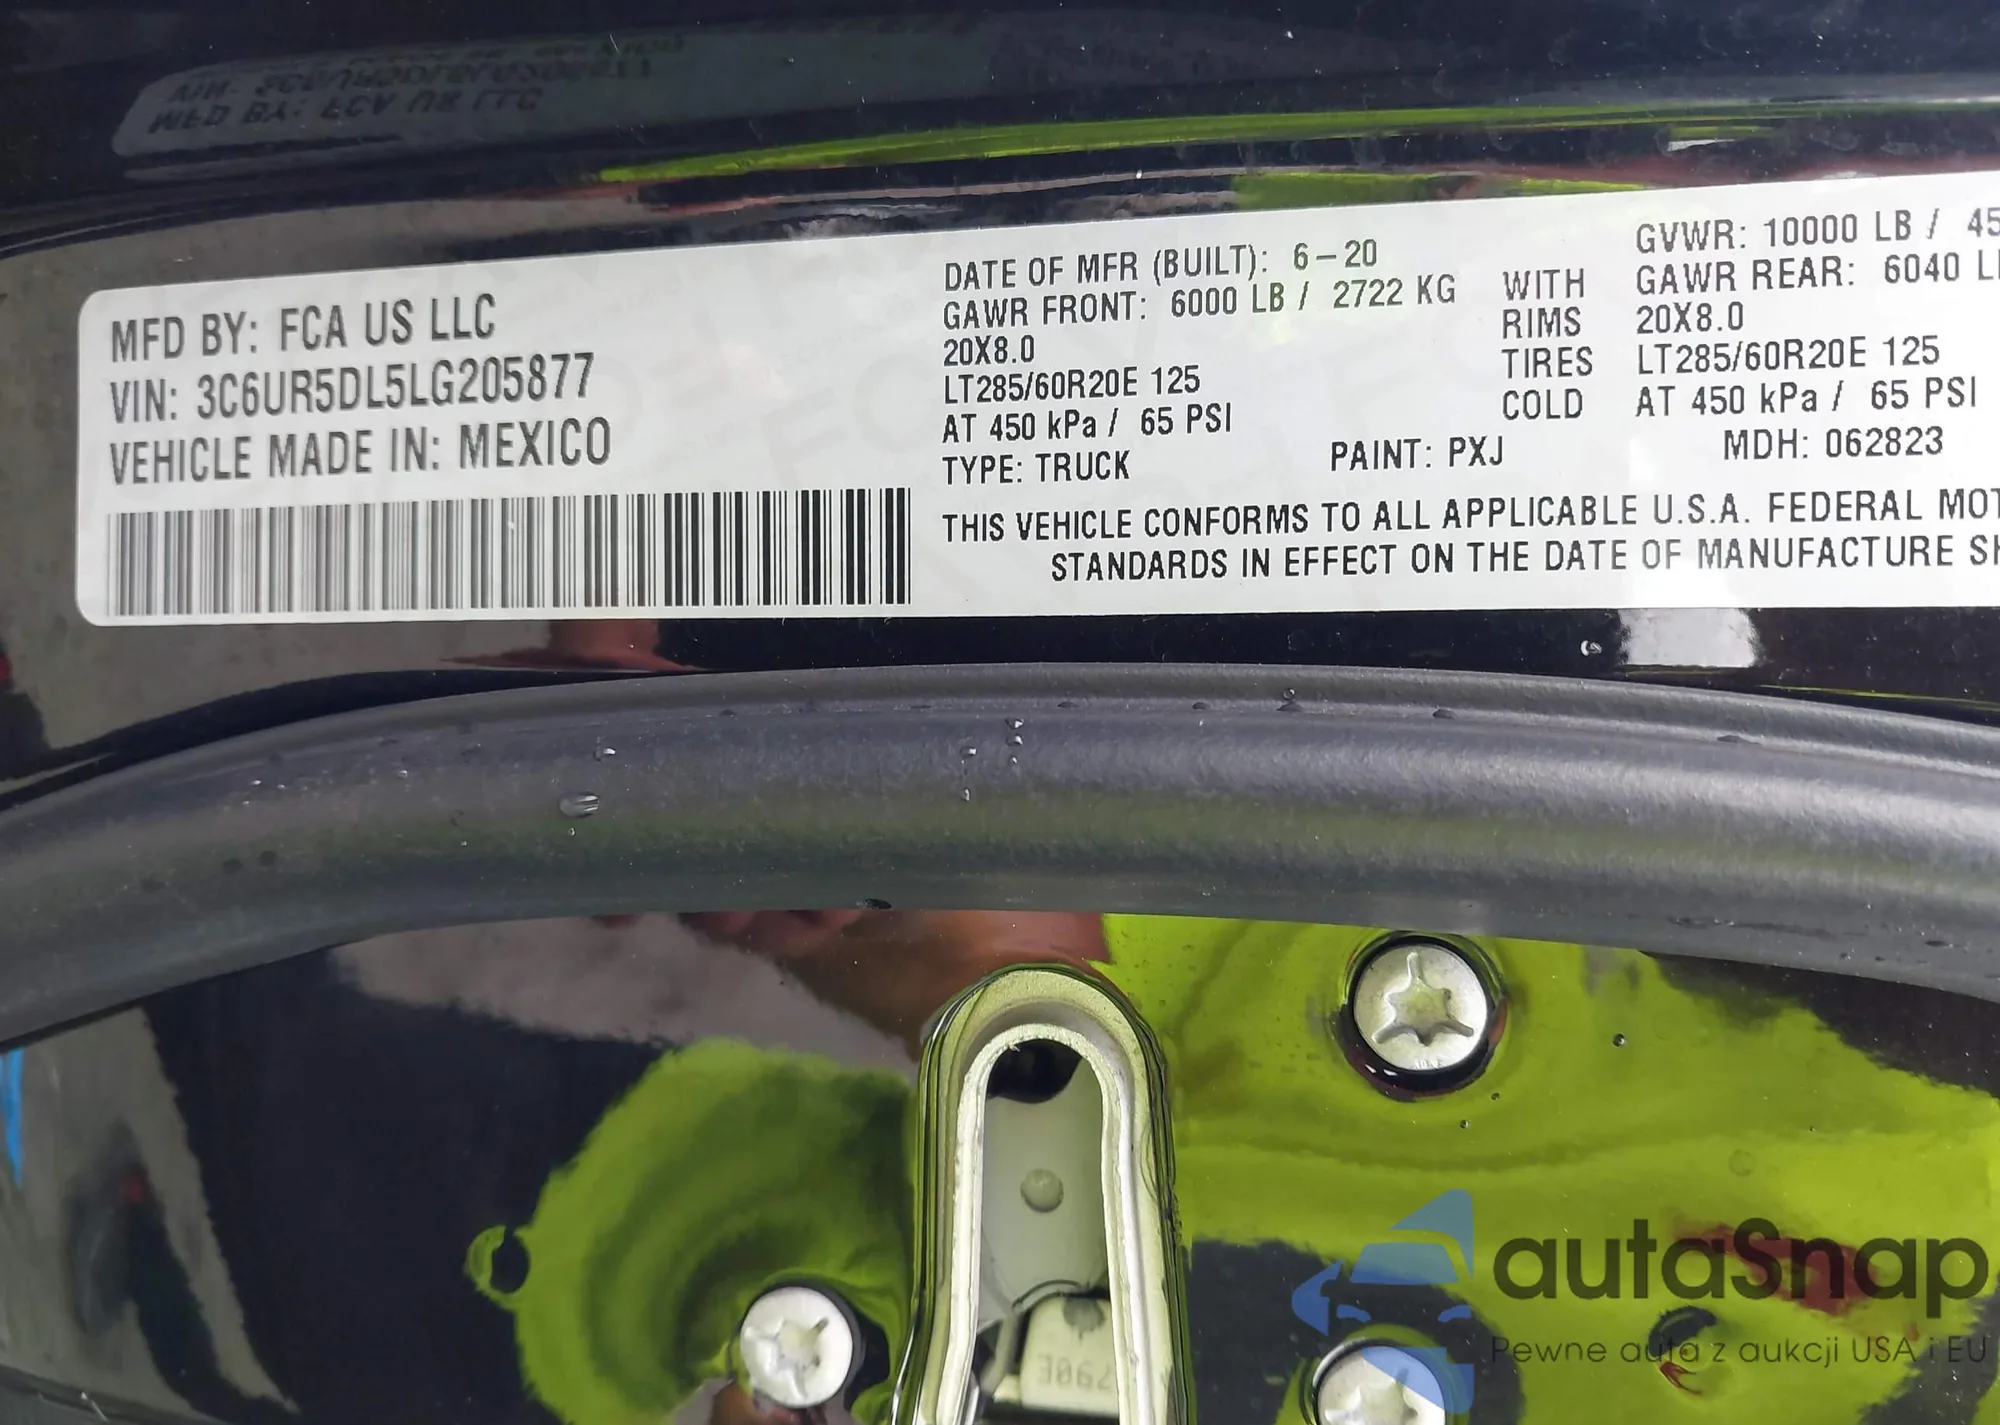 MFD BY: FCA US LLC
VIN: 3C6UR5DL5LG205877
VEHICLE MADE IN: MEXICO
DATE OF MFR (BUILT): 6-20
GAWR FRONT: 6000 LB / 2722 KG
20X8.0
LT285/60R20E 125
AT 450 kPa / 65 PSI
TYPE: TRUCK
PAINT: PXJ
WITH
RIMS
TIRES
COLD
GVWR: 10000 LB / 45
GAWR REAR: 6040 L
20X8.0
LT285/60R20E 125
AT 450 kPa / 65 PSI
MDH: 062823
THIS VEHICLE CONFORMS TO ALL APPLICABLE U.S.A. FEDERAL MOT
STANDARDS IN EFFECT ON THE DATE OF MANUFACTURE SH
autaSnap
Pewne auta z aukcji USA i EU